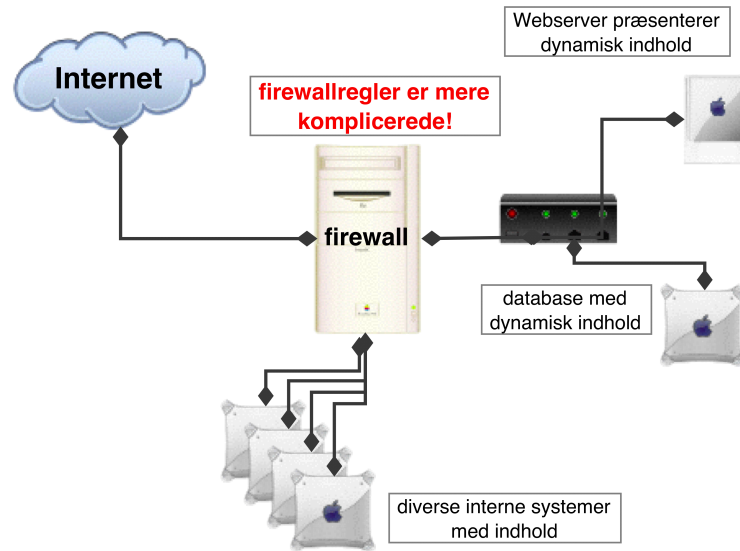 Webserver præsenterer
dynamisk indhold
Internet
firewallregler er mere
komplicerede!
firewall
database med
dynamisk indhold
diverse interne systemer
med indhold